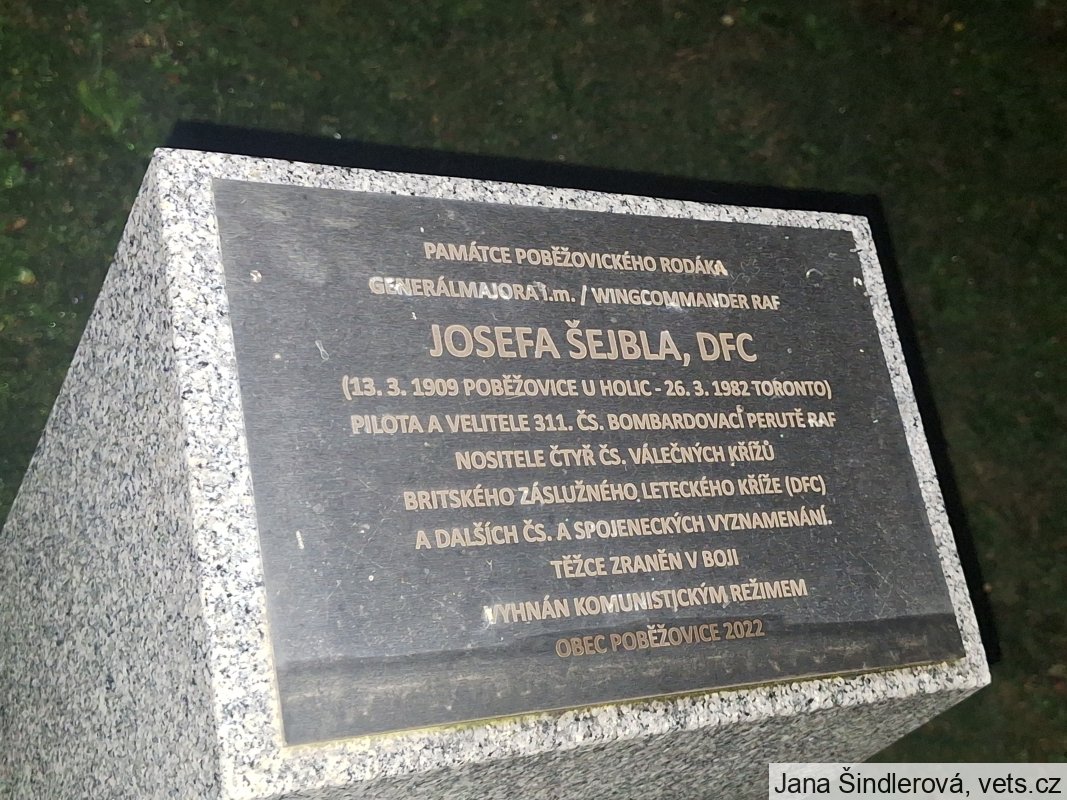 PAMÁTCE POBĚŽOVICKÉHO RODÁKA
GENERÁLMAJORA i.m. / WINGCOMMANDER RAF
JOSEFA ŠEJBLA, DFC
(13. 3. 1909 POBĚŽOVICE U HOLIC - 26. 3. 1982 TORONTO)
PILOTA A VELITELE 311. ČS. BOMBARDOVACÍ PERUTĚ RAF
NOSITELE ČTYŘ ČS. VÁLEČNÝCH KŘÍŽŮ
BRITSKÉHO ZÁSLUŽNÉHO LETECKÉHO KŘÍŽE (DFC)
A DALŠÍCH ČS. A SPOJENECKÝCH VYZNAMENÁNÍ.
TĚŽCE ZRANĚN V BOJI
VYHNÁN KOMUNISTICKÝM REŽIMEM
OBEC POBĚŽOVICE 2022
Jana Šindlerová, vets.cz